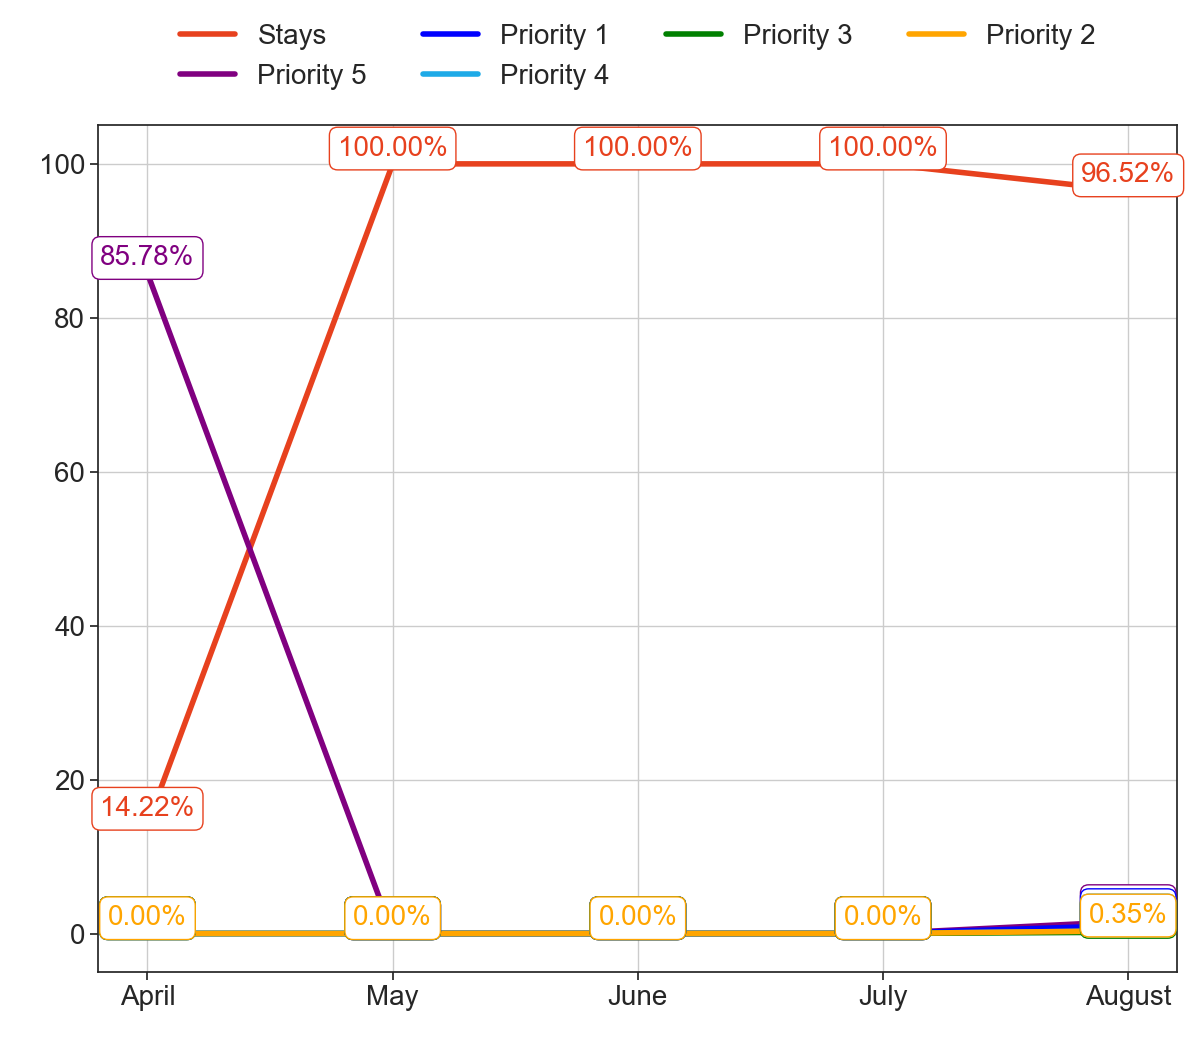 Stays Priority 1 Priority 3 Priority 2
Priority 5 Priority 4
100.00% 100.00% 100.00%
100
96.52%
85.78%
80
60
40
20
14.22%
0.00% 0.00% 0.00% 0.00% 0.35%
0
April May June July August